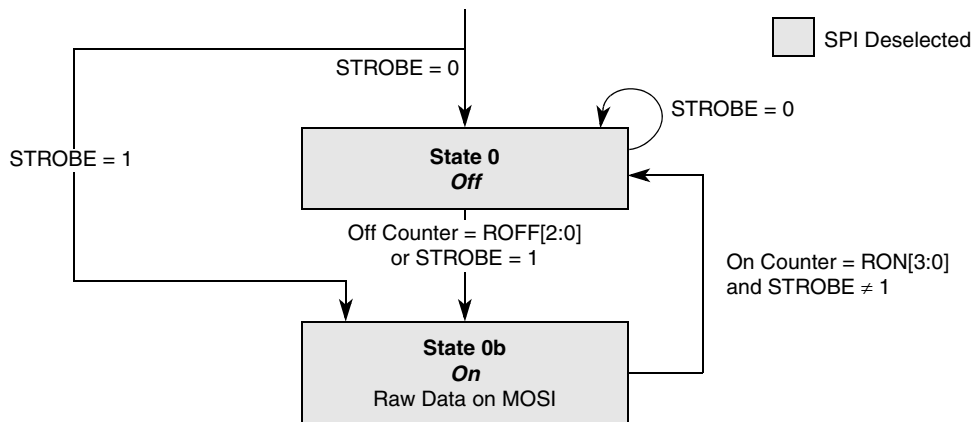 SPI Deselected
STROBE = 0
STROBE = 0
STROBE = 1
State 0
Off
Off Counter = ROFF[2:0]
or STROBE = 1
On Counter = RON[3:0]
and STROBE ≠ 1
State 0b
On
Raw Data on MOSI